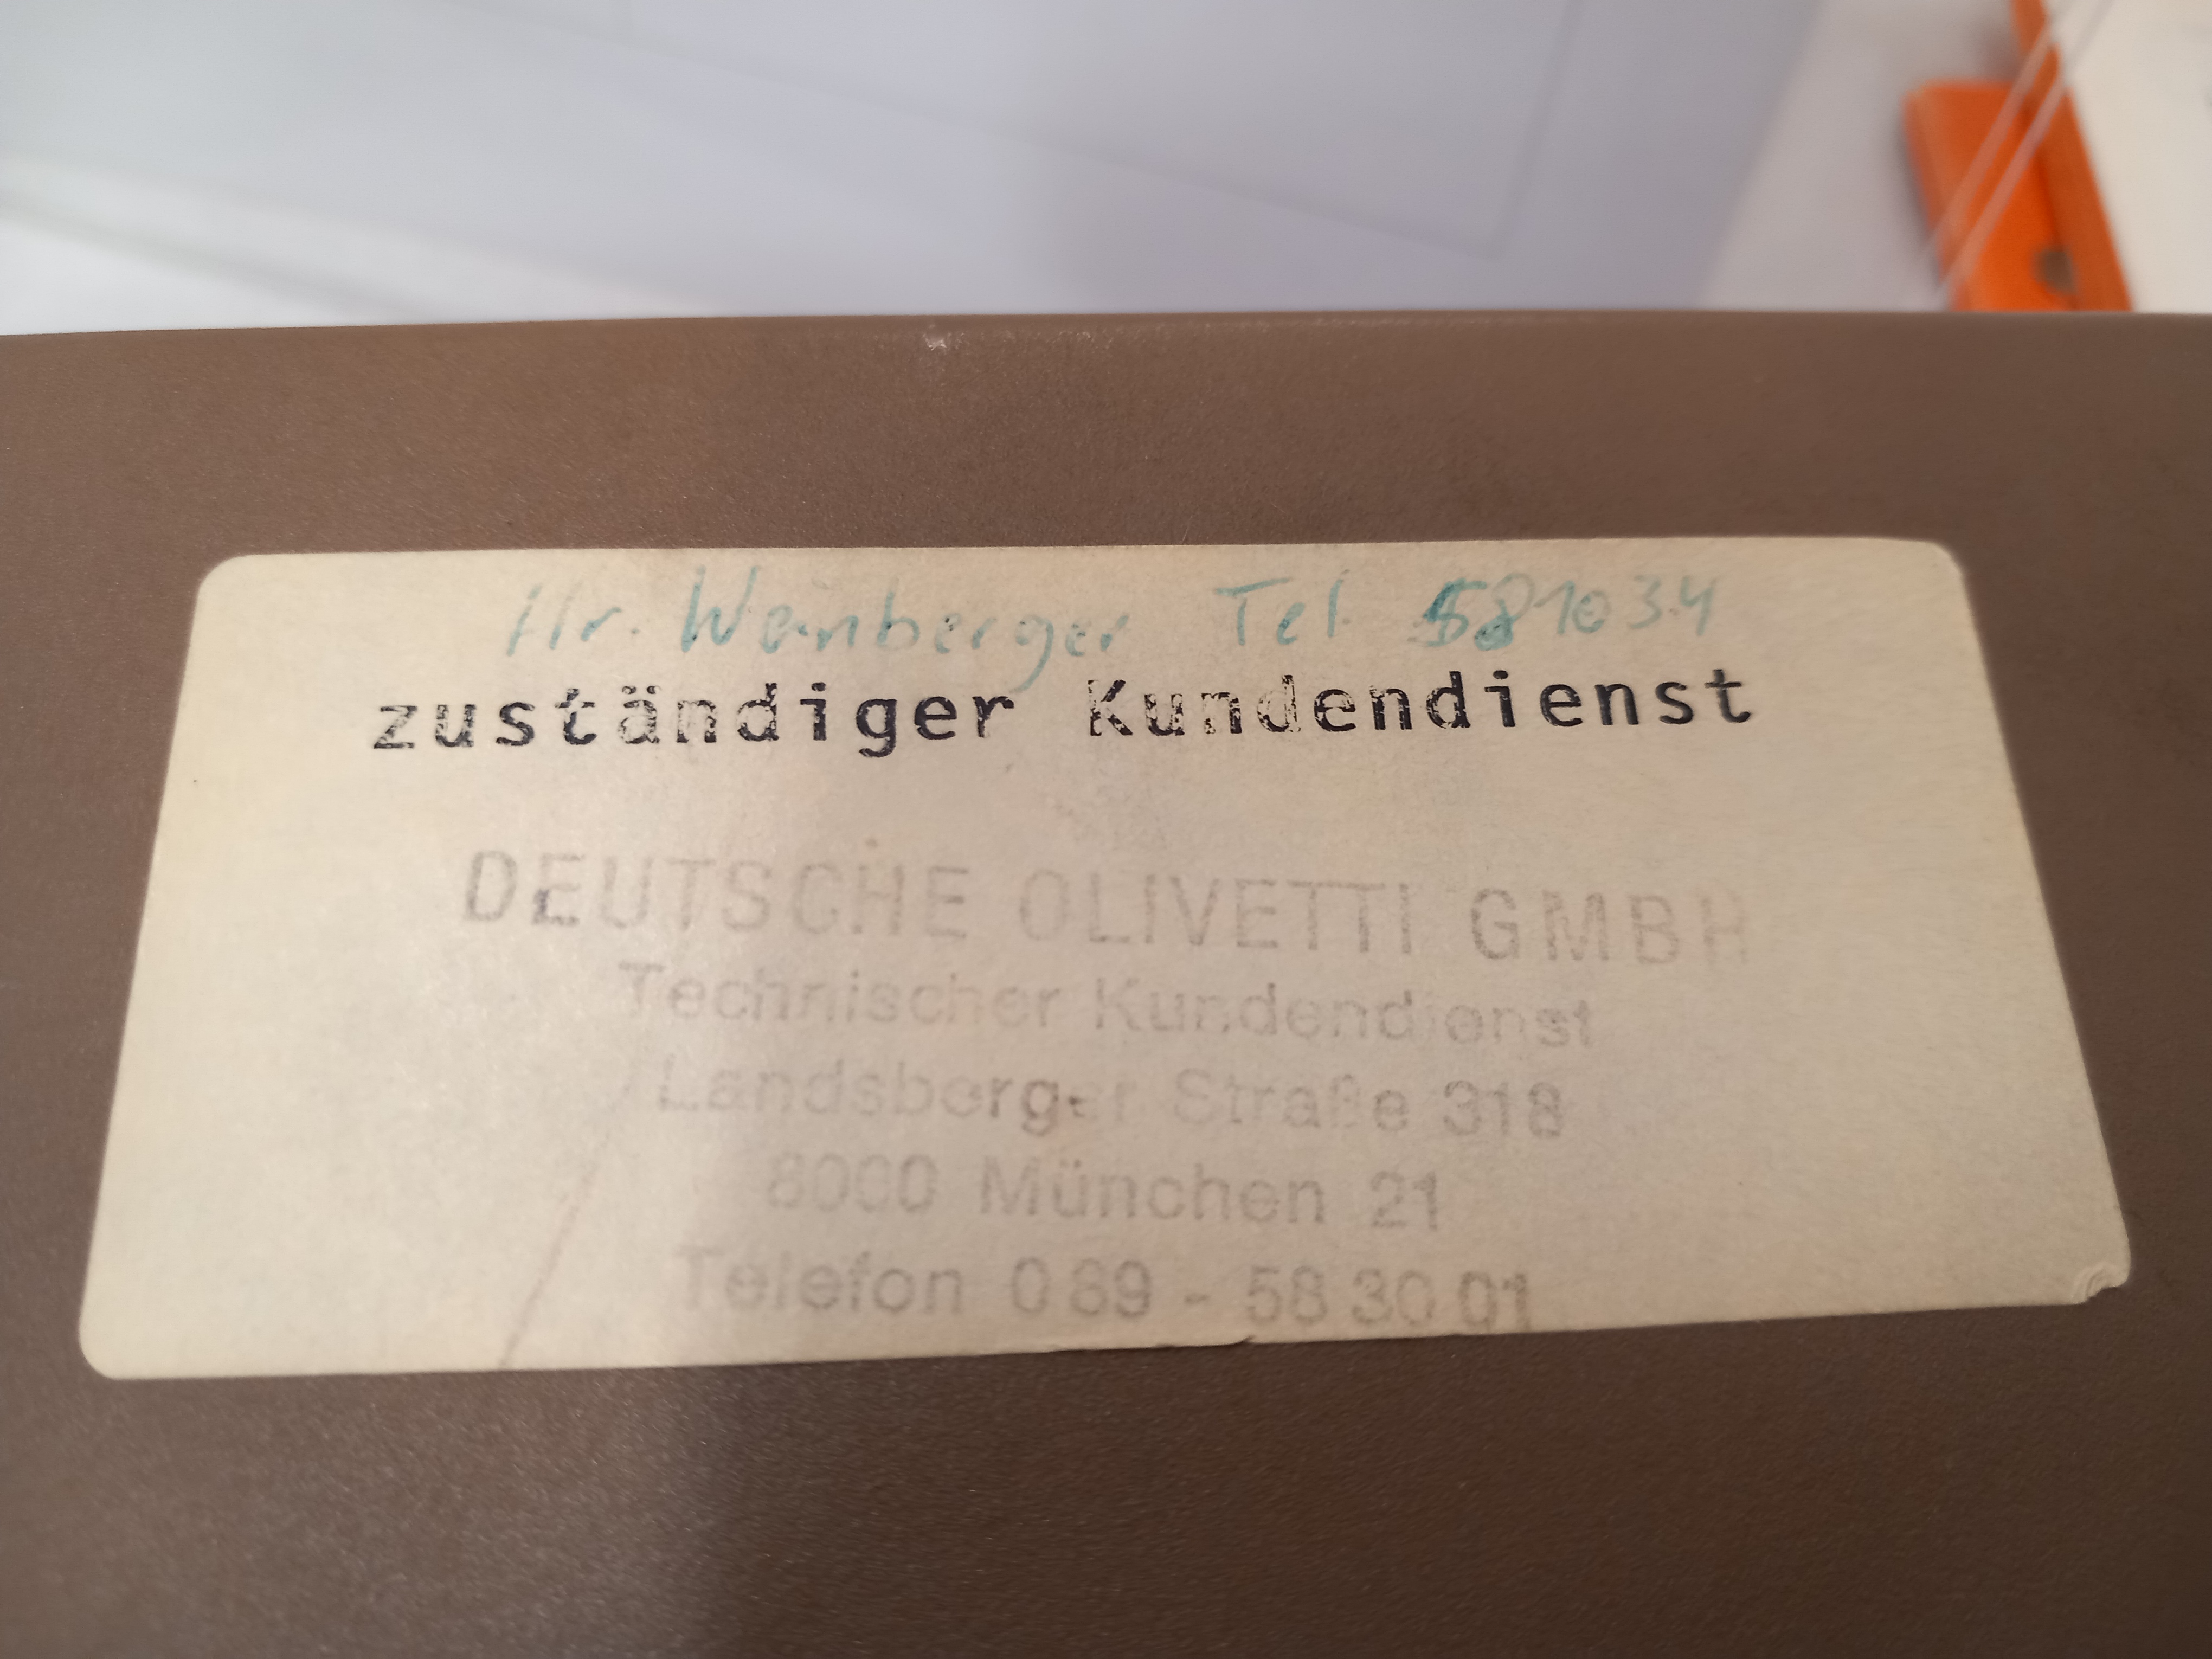 Hr. Weinberger Tel. 581034
zuständiger Kundendienst
DEUTSCHE OLIVETTI GMBH
Technischer Kundendienst
Landsberger Straße 318
8000 München 21
Telefon 089 - 58 30 01